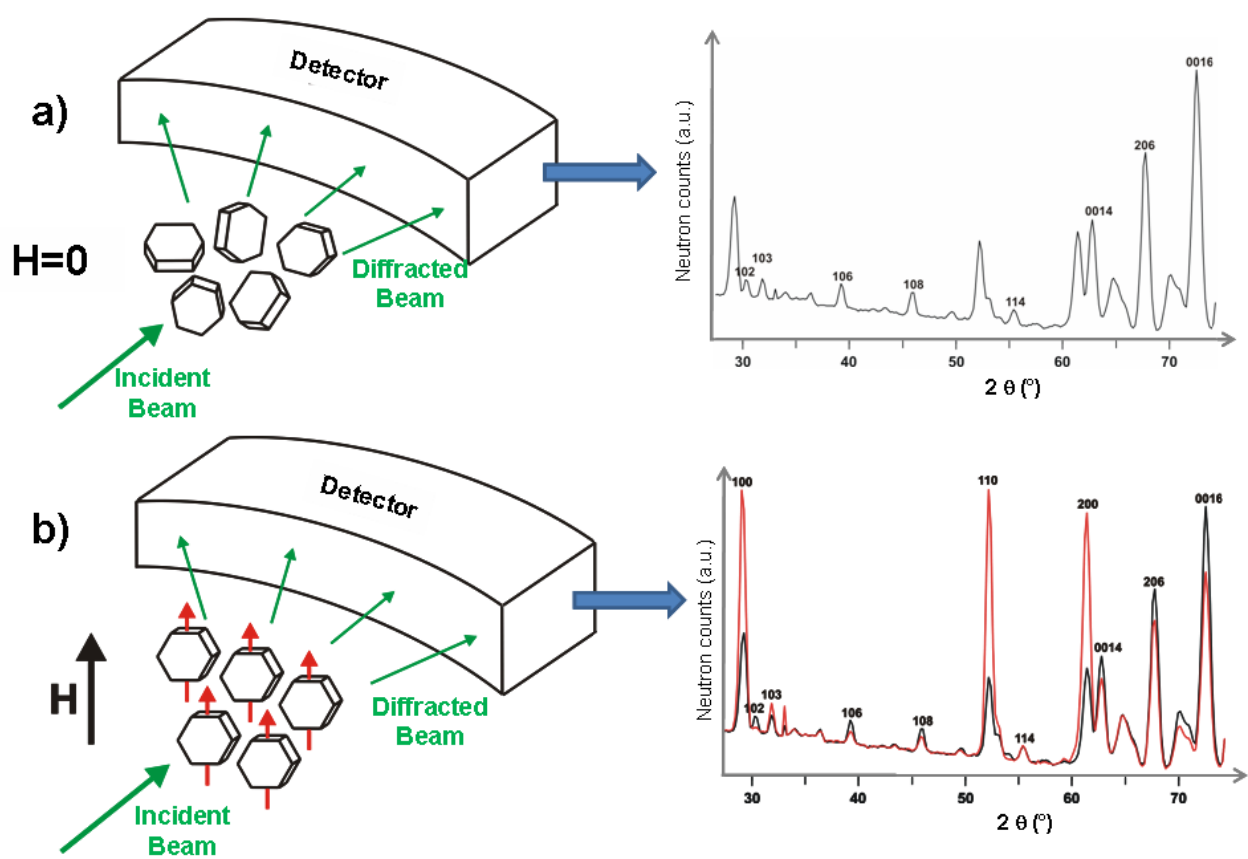 a)
Detector
H=0
Diffracted
Beam
Incident
Beam
Neutron counts (a.u.)
102
103
106
108
114
0014
206
0016
30
40
50
60
70
2 θ (°)
b)
Detector
H
Diffracted
Beam
Incident
Beam
Neutron counts (a.u.)
100
102
103
106
108
110
114
200
0014
206
0016
30
40
50
60
70
2 θ (°)